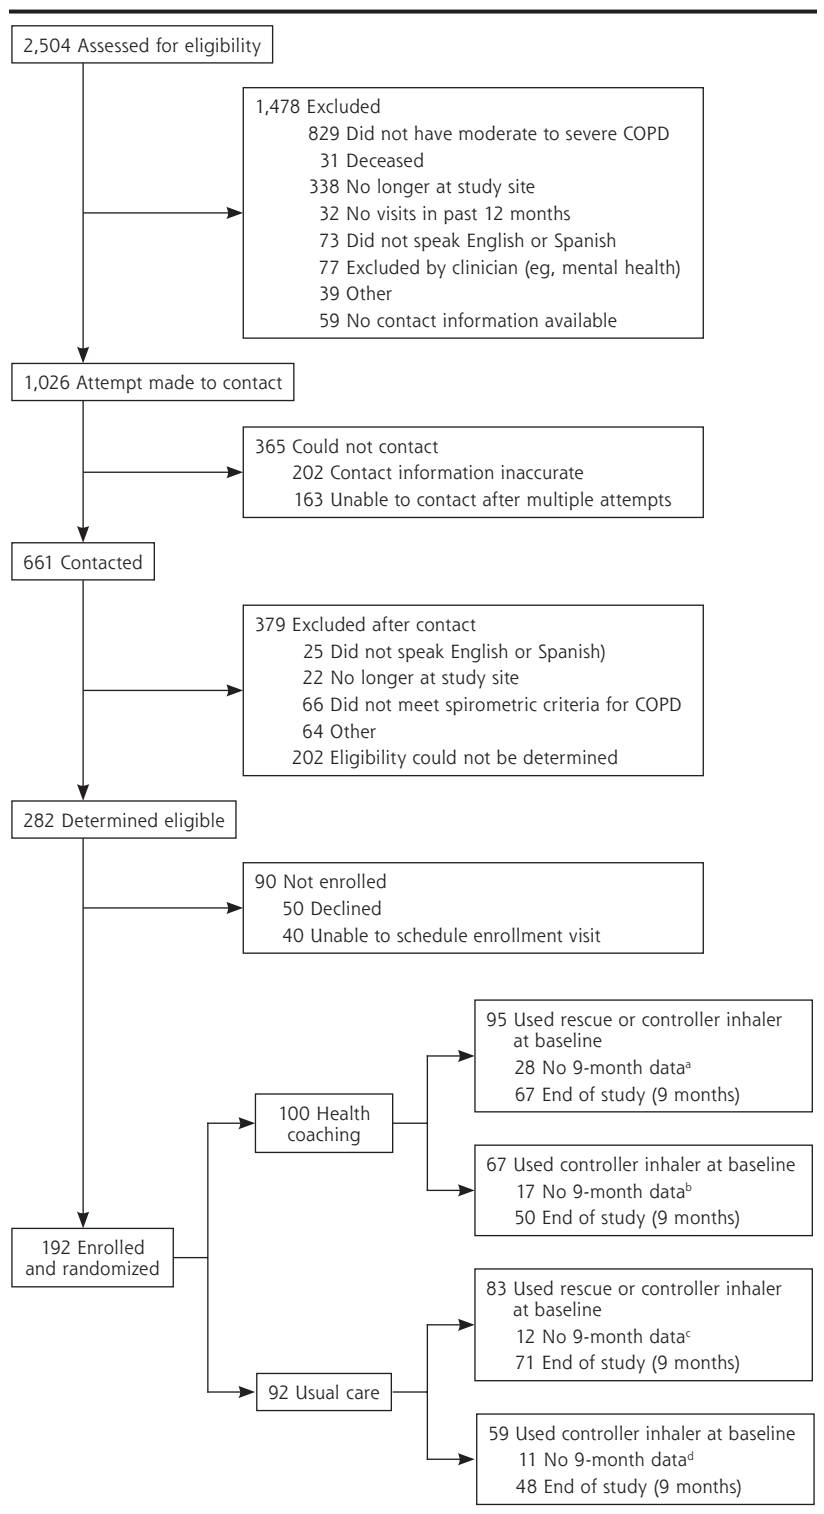 2,504 Assessed for eligibility
1,478 Excluded
829 Did not have moderate to severe COPD
31 Deceased
338 No longer at study site
32 No visits in past 12 months
73 Did not speak English or Spanish
77 Excluded by clinician (eg, mental health)
39 Other
59 No contact information available
1,026 Attempt made to contact
365 Could not contact
202 Contact information inaccurate
163 Unable to contact after multiple attempts
661 Contacted
379 Excluded after contact
25 Did not speak English or Spanish)
22 No longer at study site
66 Did not meet spirometric criteria for COPD
64 Other
202 Eligibility could not be determined
282 Determined eligible
90 Not enrolled
50 Declined
40 Unable to schedule enrollment visit
192 Enrolled
and randomized
100 Health
coaching
95 Used rescue or controller inhaler
at baseline
28 No 9-month dataᵃ
67 End of study (9 months)
67 Used controller inhaler at baseline
17 No 9-month dataᵇ
50 End of study (9 months)
92 Usual care
83 Used rescue or controller inhaler
at baseline
12 No 9-month dataᶜ
71 End of study (9 months)
59 Used controller inhaler at baseline
11 No 9-month dataᵈ
48 End of study (9 months)